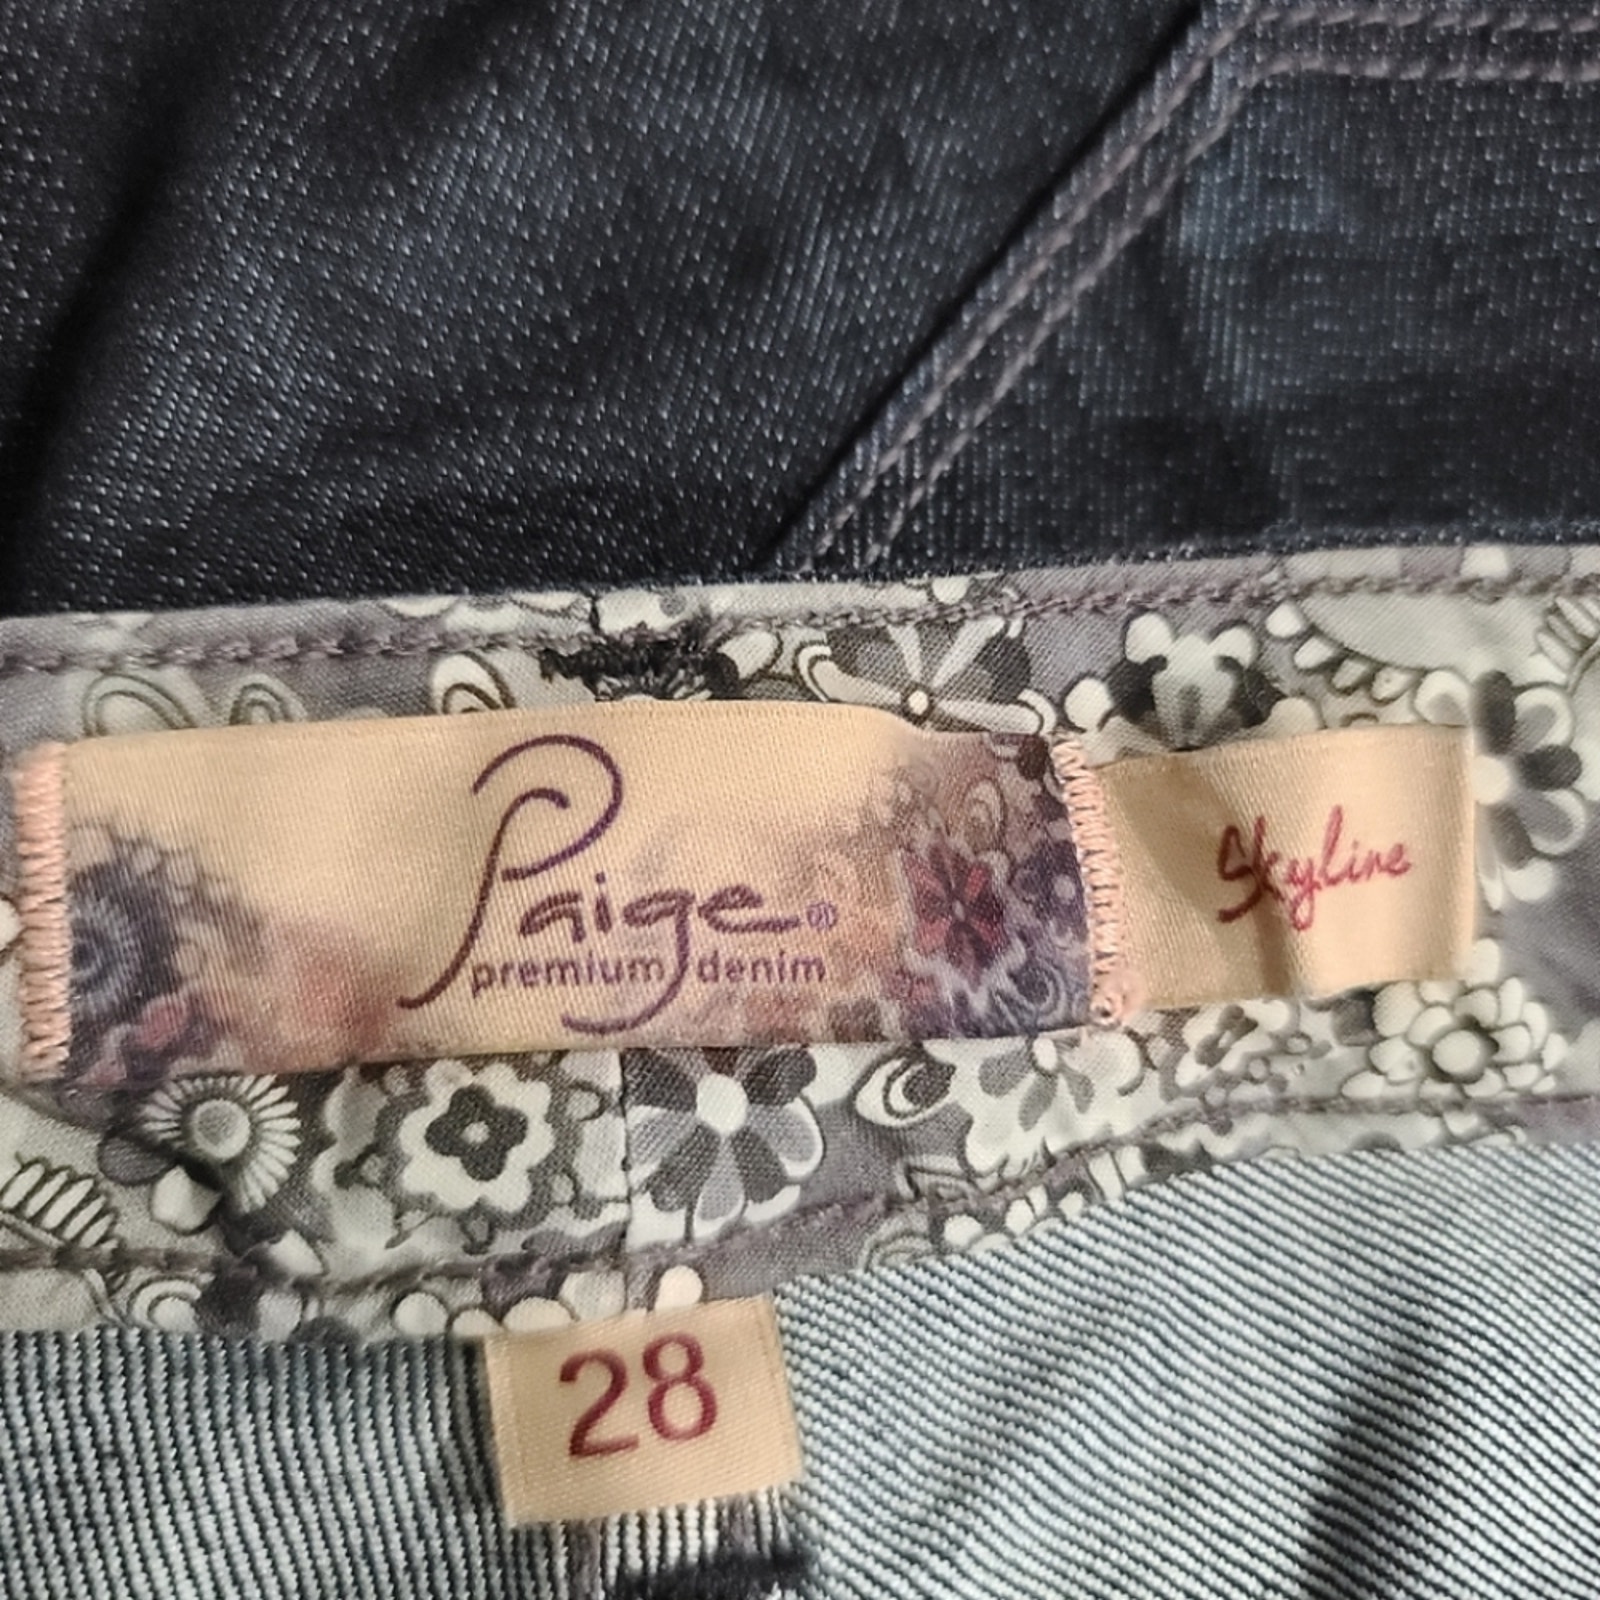 Paige®
premium denim
Skyline
28